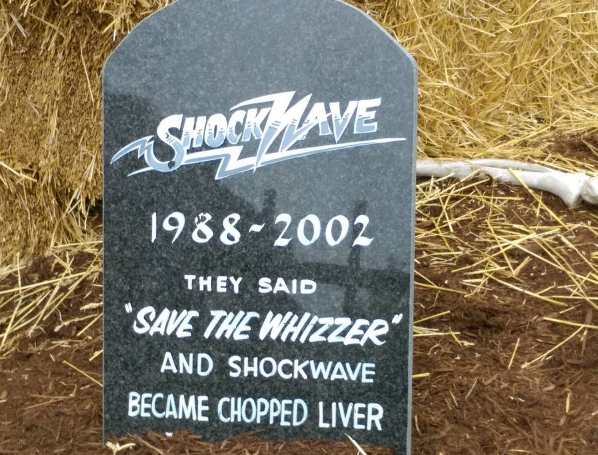 SHOCKWAVE
1988-2002
THEY SAID
"SAVE THE WHIZZER"
AND SHOCKWAVE
BECAME CHOPPED LIVER